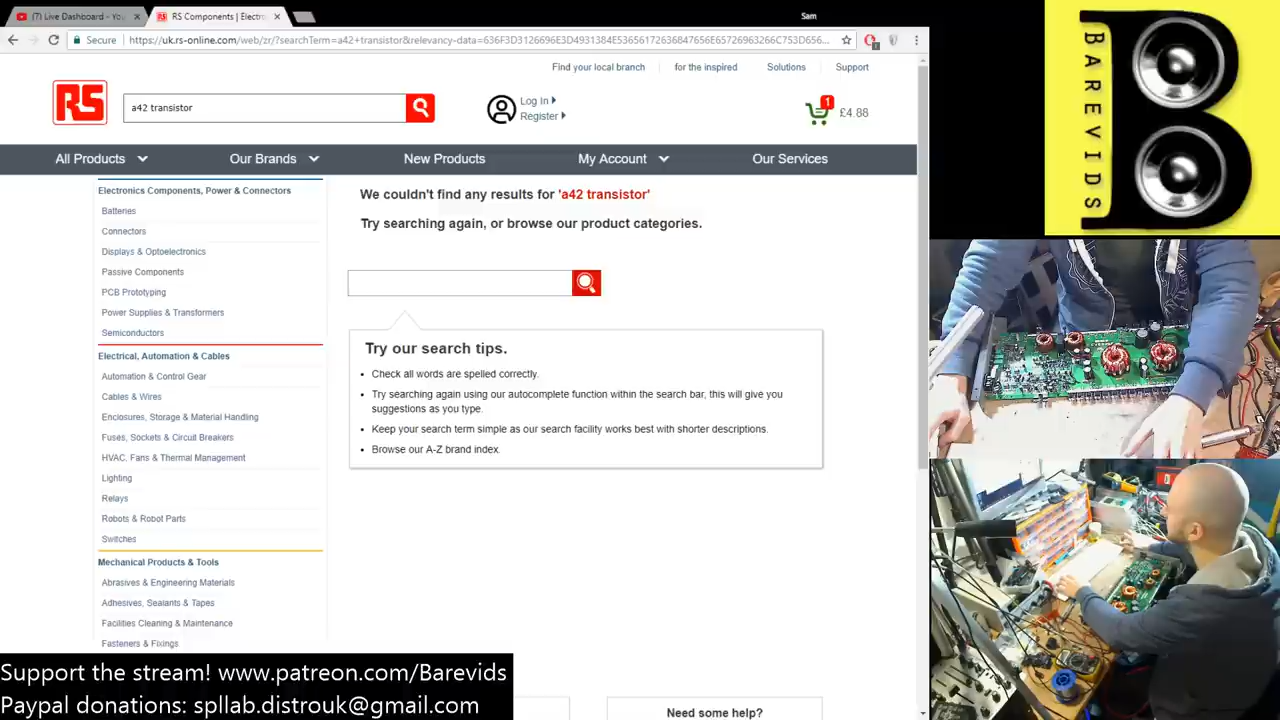 (7) Live Dashboard - You
RS Components | Electro
Sam
Secure
https://uk.rs-online.com/web/zr/?searchTerm=a42+transistor&relevancy-data=636F3D3126696E3D4931384E53656172636847656E65726963266C753D656...
Find your local branch
for the inspired
Solutions
Support
RS
a42 transistor
Log In
Register
1
£4.88
All Products
Our Brands
New Products
My Account
Our Services
Electronics Components, Power & Connectors
Batteries
Connectors
Displays & Optoelectronics
Passive Components
PCB Prototyping
Power Supplies & Transformers
Semiconductors
Electrical, Automation & Cables
Automation & Control Gear
Cables & Wires
Enclosures, Storage & Material Handling
Fuses, Sockets & Circuit Breakers
HVAC, Fans & Thermal Management
Lighting
Relays
Robots & Robot Parts
Switches
Mechanical Products & Tools
Abrasives & Engineering Materials
Adhesives, Sealants & Tapes
Facilities Cleaning & Maintenance
Fasteners & Fixings
We couldn't find any results for 'a42 transistor'
Try searching again, or browse our product categories.
Try our search tips.
• Check all words are spelled correctly.
• Try searching again using our autocomplete function within the search bar, this will give you
suggestions as you type.
• Keep your search term simple as our search facility works best with shorter descriptions.
• Browse our A-Z brand index.
Need some help?
Support the stream! www.patreon.com/Barevids
Paypal donations: spllab.distrouk@gmail.com
BAREVIDS
B